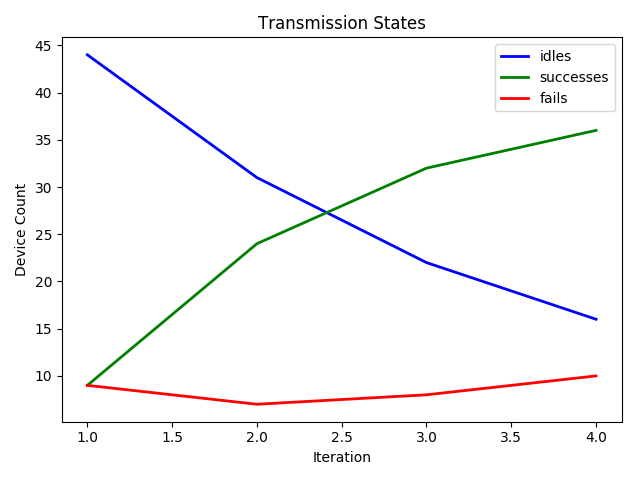 Transmission States
45
40
35
30
25
20
15
10
Device Count
idles
successes
fails
1.0 1.5 2.0 2.5 3.0 3.5 4.0
Iteration